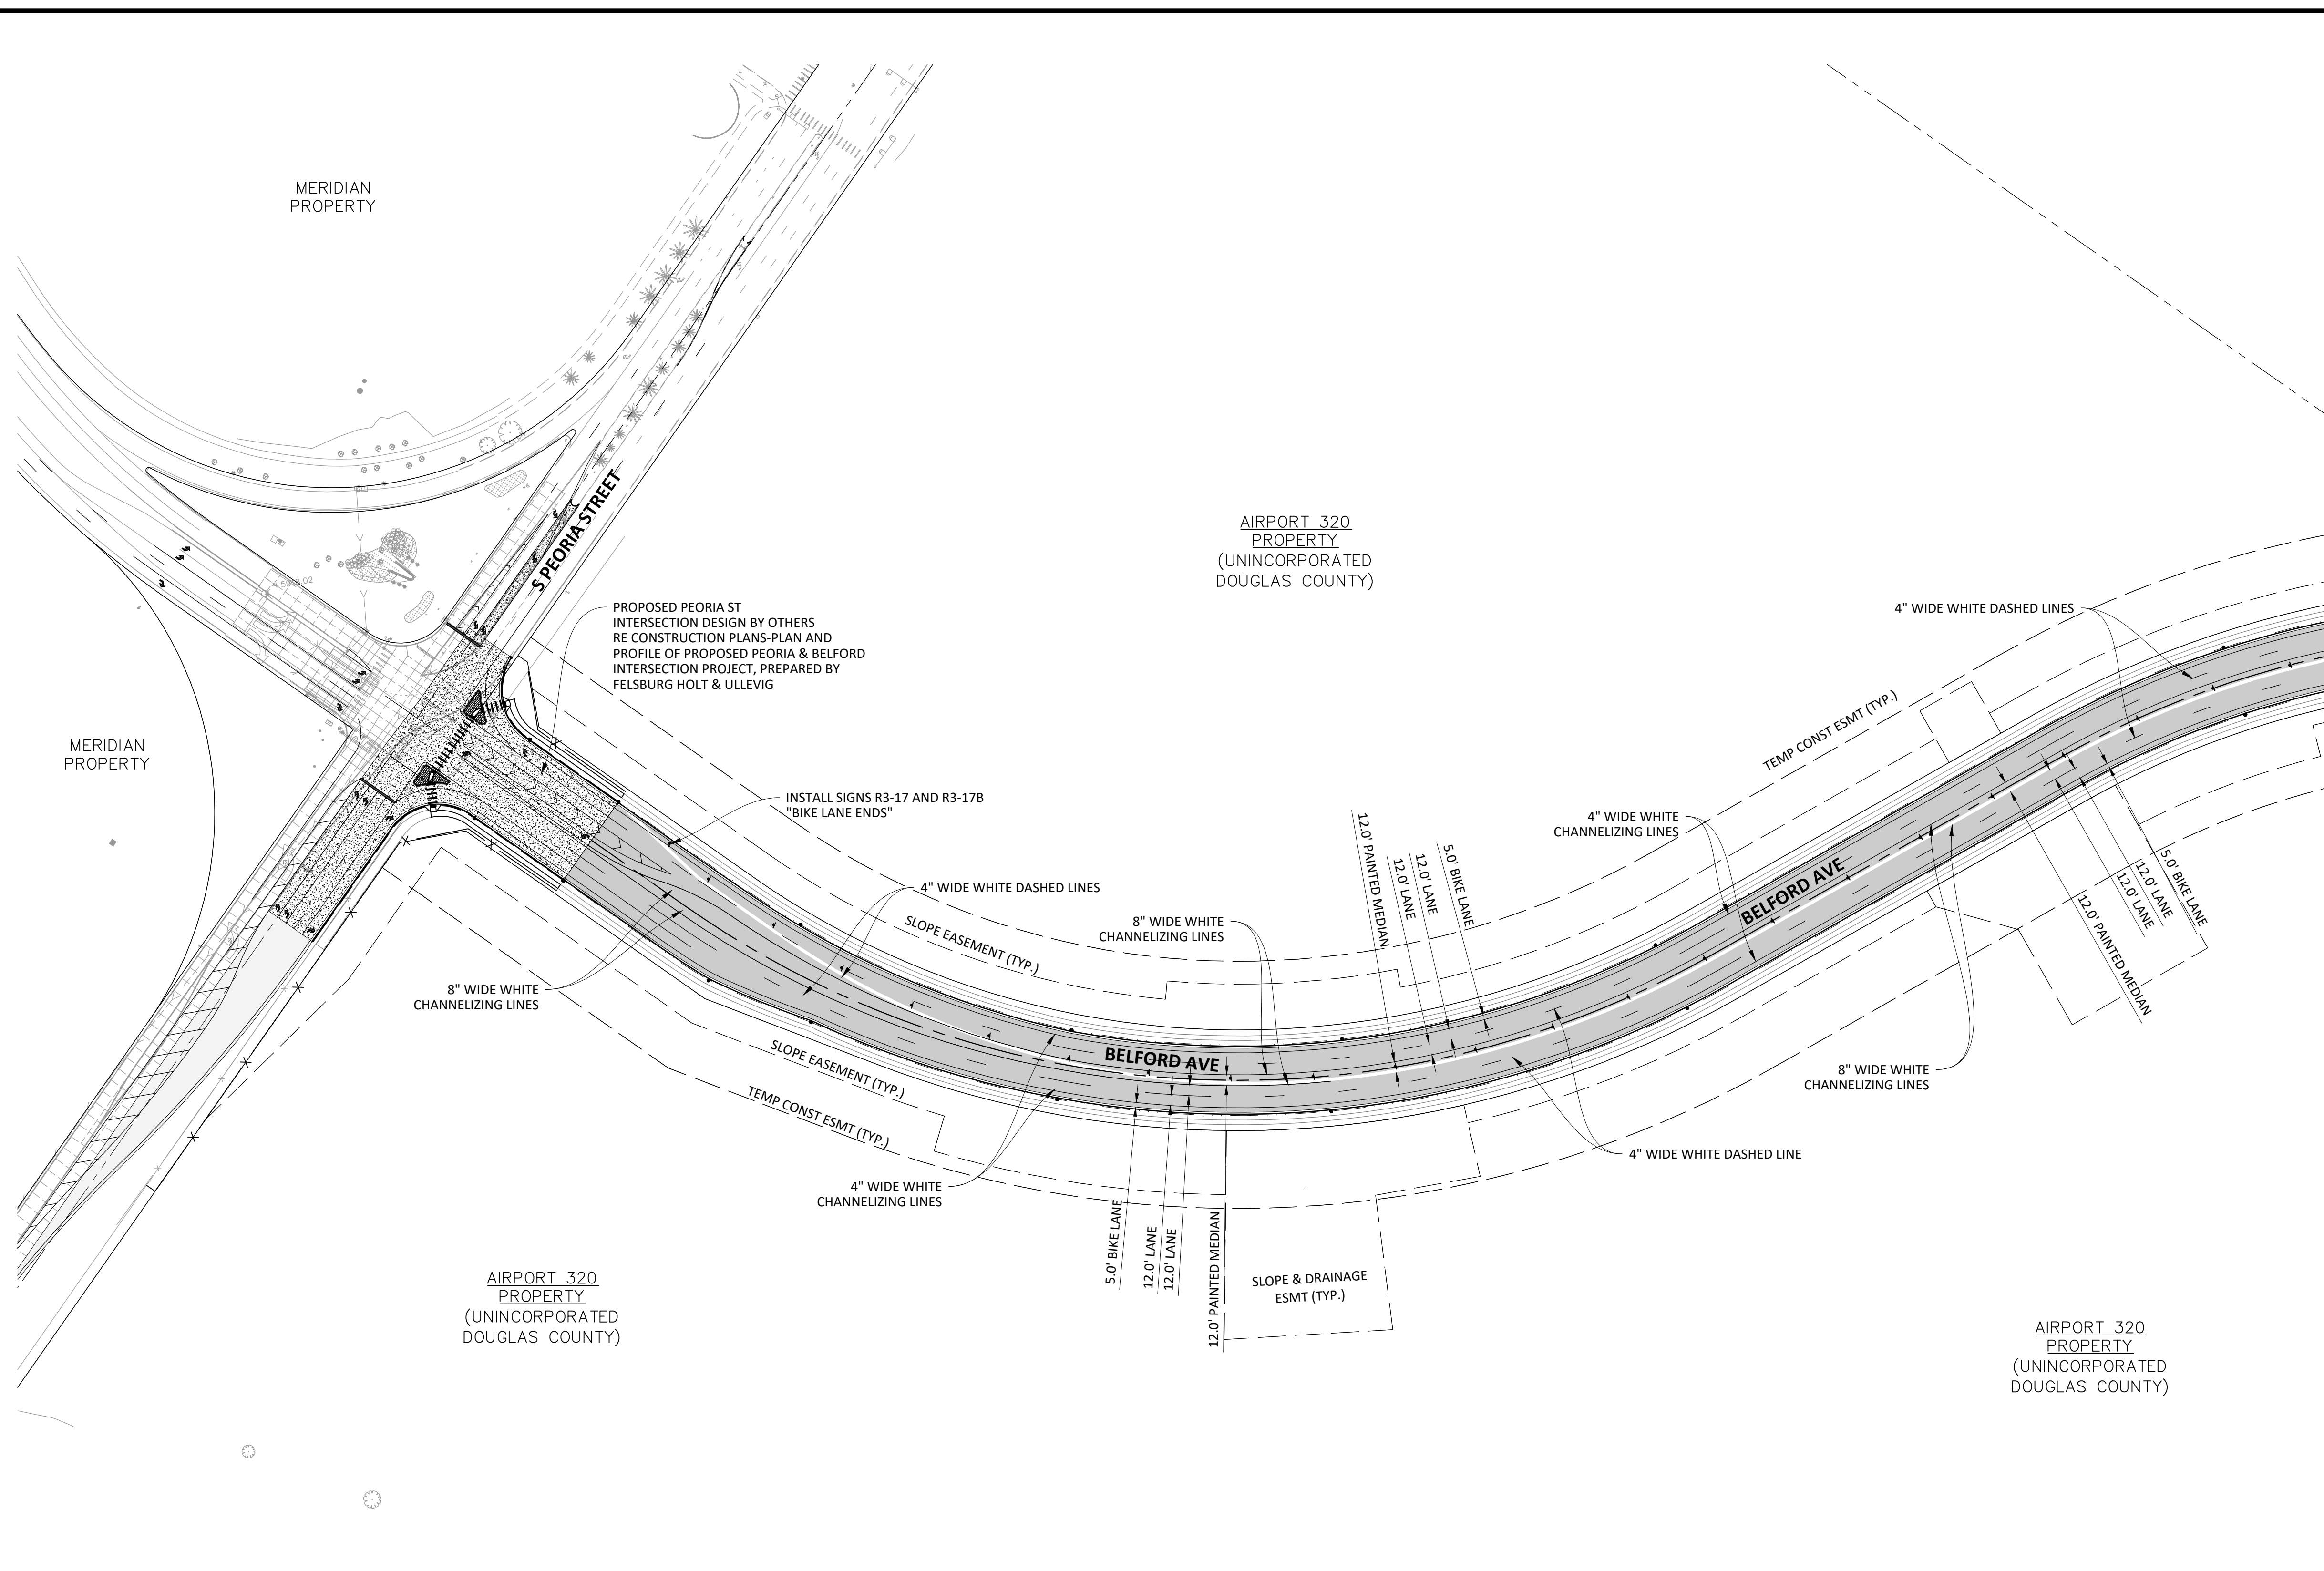 MERIDIAN
PROPERTY
S PEORIA STREET
AIRPORT 320
PROPERTY
(UNINCORPORATED
DOUGLAS COUNTY)
PROPOSED PEORIA ST
INTERSECTION DESIGN BY OTHERS
RE CONSTRUCTION PLANS-PLAN AND
PROFILE OF PROPOSED PEORIA & BELFORD
INTERSECTION PROJECT, PREPARED BY
FELSBURG HOLT & ULLEVIG
4" WIDE WHITE DASHED LINES
TEMP CONST ESMT (TYP.)
MERIDIAN
PROPERTY
INSTALL SIGNS R3-17 AND R3-17B
"BIKE LANE ENDS"
4" WIDE WHITE
CHANNELIZING LINES
12.0' PAINTED MEDIAN
12.0' LANE
12.0' LANE
5.0' BIKE LANE
BELFORD AVE
5.0' BIKE LANE
12.0' LANE
12.0' LANE
12.0' PAINTED MEDIAN
4" WIDE WHITE DASHED LINES
SLOPE EASEMENT (TYP.)
8" WIDE WHITE
CHANNELIZING LINES
8" WIDE WHITE
CHANNELIZING LINES
BELFORD AVE
SLOPE EASEMENT (TYP.)
TEMP CONST ESMT (TYP.)
8" WIDE WHITE
CHANNELIZING LINES
4" WIDE WHITE DASHED LINE
4" WIDE WHITE
CHANNELIZING LINES
5.0' BIKE LANE
12.0' LANE
12.0' LANE
12.0' PAINTED MEDIAN
SLOPE & DRAINAGE
ESMT (TYP.)
AIRPORT 320
PROPERTY
(UNINCORPORATED
DOUGLAS COUNTY)
AIRPORT 320
PROPERTY
(UNINCORPORATED
DOUGLAS COUNTY)